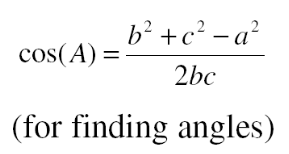 cos(A) = (b² + c² − a²) / 2bc
(for finding angles)